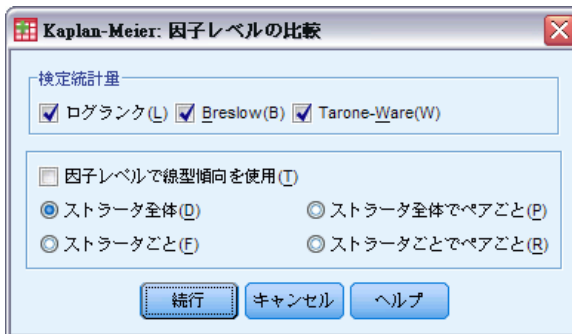 Kaplan-Meier: 因子レベルの比較
検定統計量
ログランク(L) Breslow(B) Tarone-Ware(W)
因子レベルで線型傾向を使用(T)
ストラータ全体(D) ストラータ全体でペアごと(P)
ストラータごと(F) ストラータごとでペアごと(R)
続行 キャンセル ヘルプ